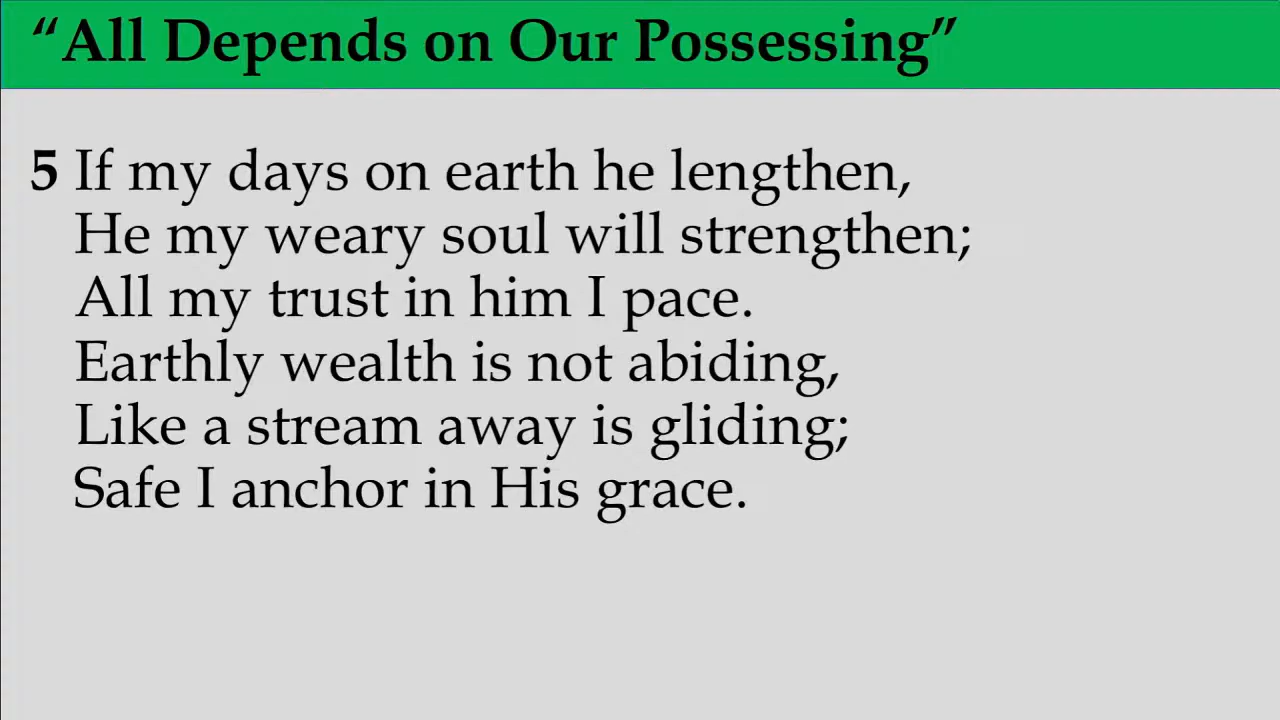 “All Depends on Our Possessing”
5 If my days on earth he lengthen,
He my weary soul will strengthen;
All my trust in him I pace.
Earthly wealth is not abiding,
Like a stream away is gliding;
Safe I anchor in His grace.